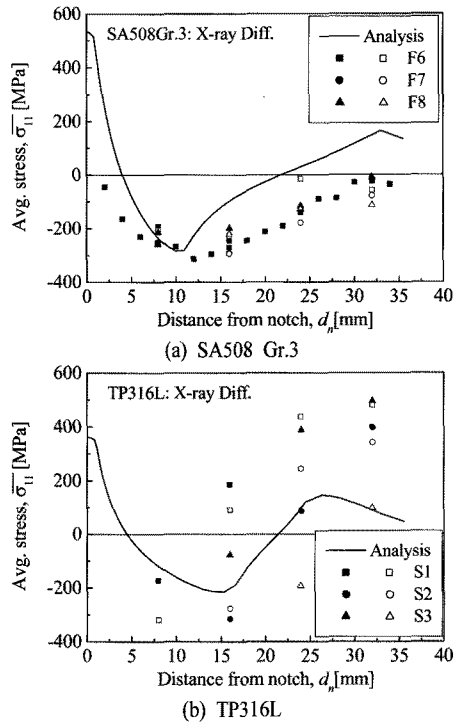 SA508Gr.3: X-ray Diff.
Analysis
F6
F7
F8
Avg. stress, σ̅₁₁ [MPa]
600
400
200
0
-200
-400
0 5 10 15 20 25 30 35 40
Distance from notch, dₙ[mm]
(a) SA508 Gr.3
TP316L: X-ray Diff.
Avg. stress, σ̅₁₁ [MPa]
600
400
200
0
-200
-400
Analysis
S1
S2
S3
0 5 10 15 20 25 30 35 40
Distance from notch, dₙ[mm]
(b) TP316L